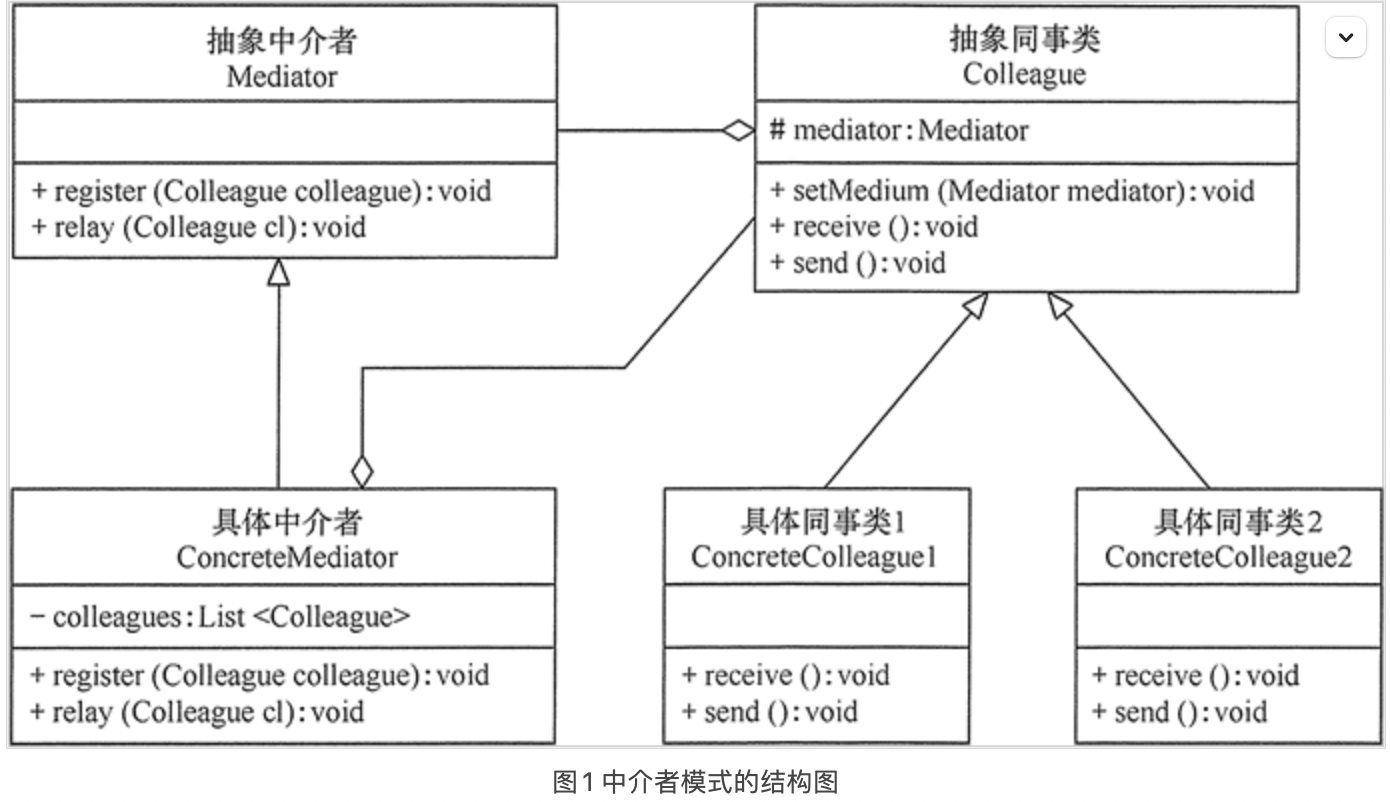 抽象中介者
Mediator
+ register (Colleague colleague):void
+ relay (Colleague cl):void
抽象同事类
Colleague
# mediator:Mediator
+ setMedium (Mediator mediator):void
+ receive ():void
+ send ():void
具体中介者
ConcreteMediator
− colleagues:List <Colleague>
+ register (Colleague colleague):void
+ relay (Colleague cl):void
具体同事类1
ConcreteColleague1
+ receive ():void
+ send ():void
具体同事类2
ConcreteColleague2
+ receive ():void
+ send ():void
图1 中介者模式的结构图